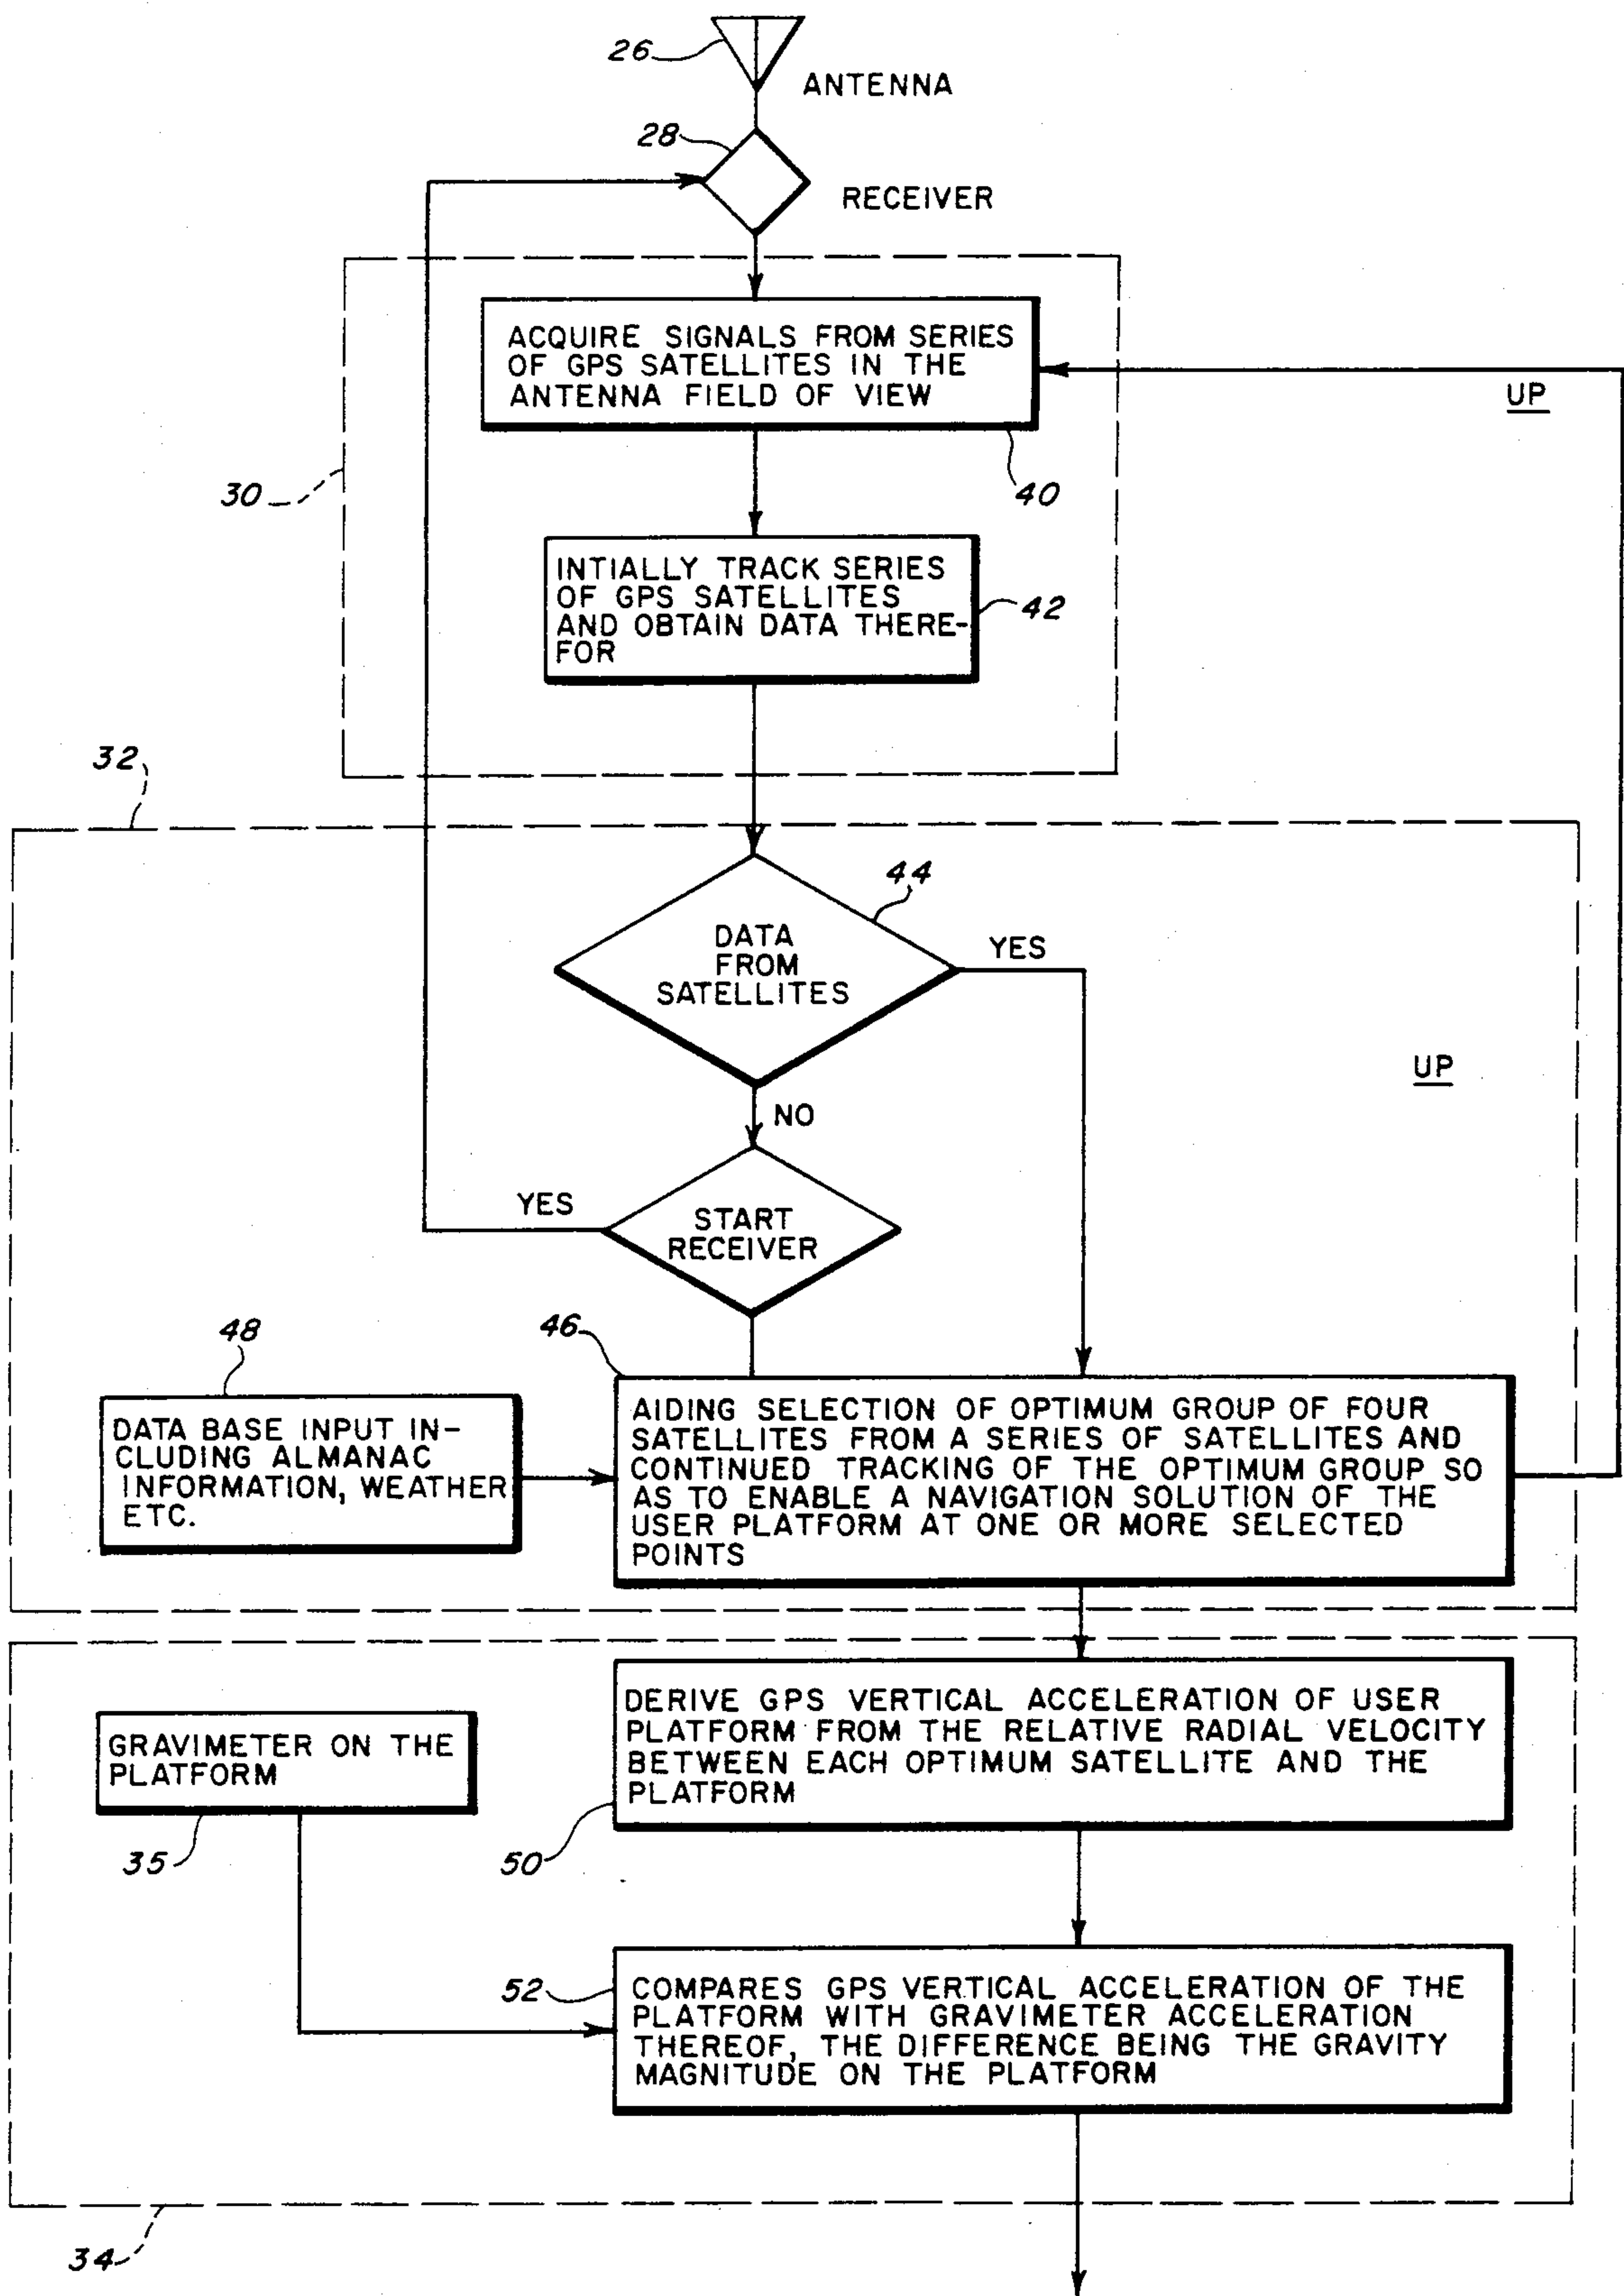 26
ANTENNA
28
RECEIVER
ACQUIRE SIGNALS FROM SERIES
OF GPS SATELLITES IN THE
ANTENNA FIELD OF VIEW
UP
30
40
INTIALLY TRACK SERIES
OF GPS SATELLITES
AND OBTAIN DATA THERE-
FOR
42
32
44
DATA
FROM
SATELLITES
YES
UP
NO
YES
START
RECEIVER
48
46
DATA BASE INPUT IN-
CLUDING ALMANAC
INFORMATION, WEATHER
ETC.
AIDING SELECTION OF OPTIMUM GROUP OF FOUR
SATELLITES FROM A SERIES OF SATELLITES AND
CONTINUED TRACKING OF THE OPTIMUM GROUP SO
AS TO ENABLE A NAVIGATION SOLUTION OF THE
USER PLATFORM AT ONE OR MORE SELECTED
POINTS
GRAVIMETER ON THE
PLATFORM
35
DERIVE GPS VERTICAL ACCELERATION OF USER
PLATFORM FROM THE RELATIVE RADIAL VELOCITY
BETWEEN EACH OPTIMUM SATELLITE AND THE
PLATFORM
50
52
COMPARES GPS VERTICAL ACCELERATION OF THE
PLATFORM WITH GRAVIMETER ACCELERATION
THEREOF, THE DIFFERENCE BEING THE GRAVITY
MAGNITUDE ON THE PLATFORM
34